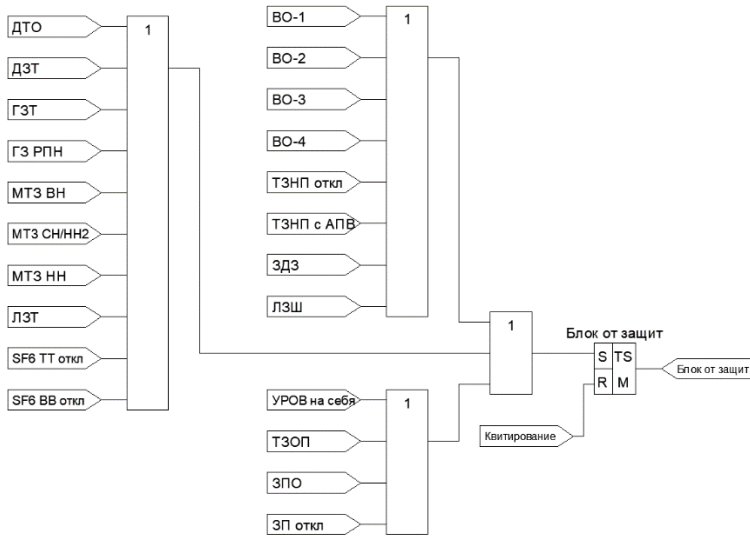 ДТО
1
ДЗТ
ГЗТ
ГЗ РПН
МТЗ ВН
МТЗ СН/НН2
МТЗ НН
ЛЗТ
SF6 ТТ откл
SF6 ВВ откл
ВО-1
1
ВО-2
ВО-3
ВО-4
ТЗНП откл
ТЗНП с АПВ
ЗДЗ
ЛЗШ
1
УРОВ на себя
1
ТЗОП
ЗПО
ЗП откл
Блок от защит
S TS
R M
Квитирование
Блок от защит